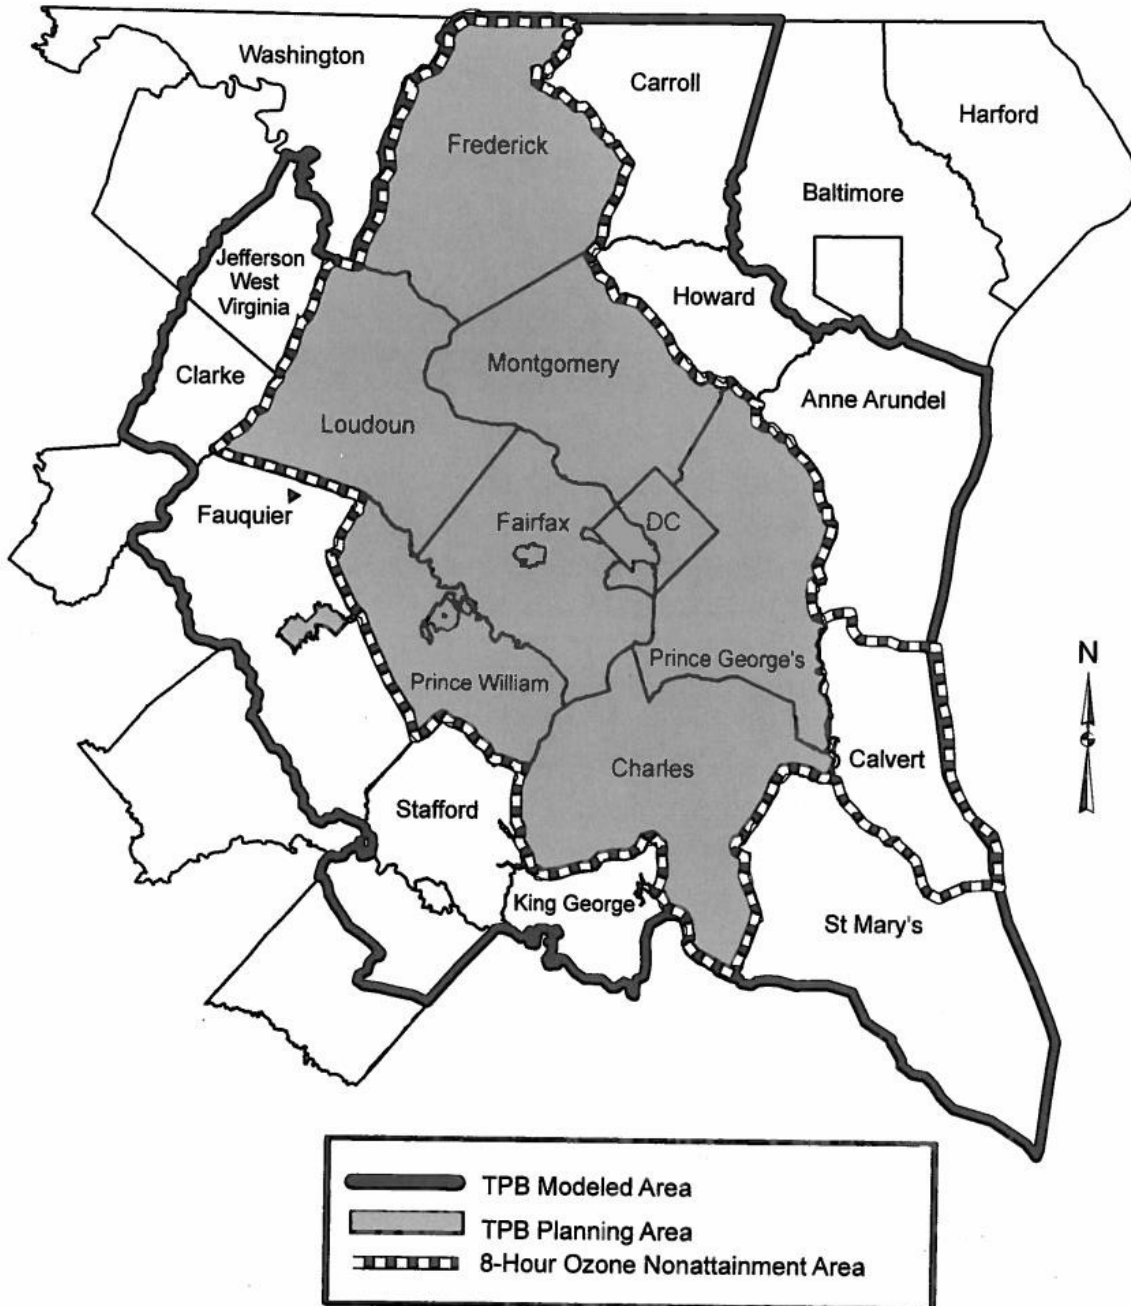 Washington
Carroll
Harford
Frederick
Baltimore
Jefferson
West
Virginia
Howard
Montgomery
Clarke
Anne Arundel
Loudoun
Fauquier
Fairfax
DC
Prince George's
Prince William
Charles
Calvert
N
Stafford
King George
St Mary's
TPB Modeled Area
TPB Planning Area
8-Hour Ozone Nonattainment Area